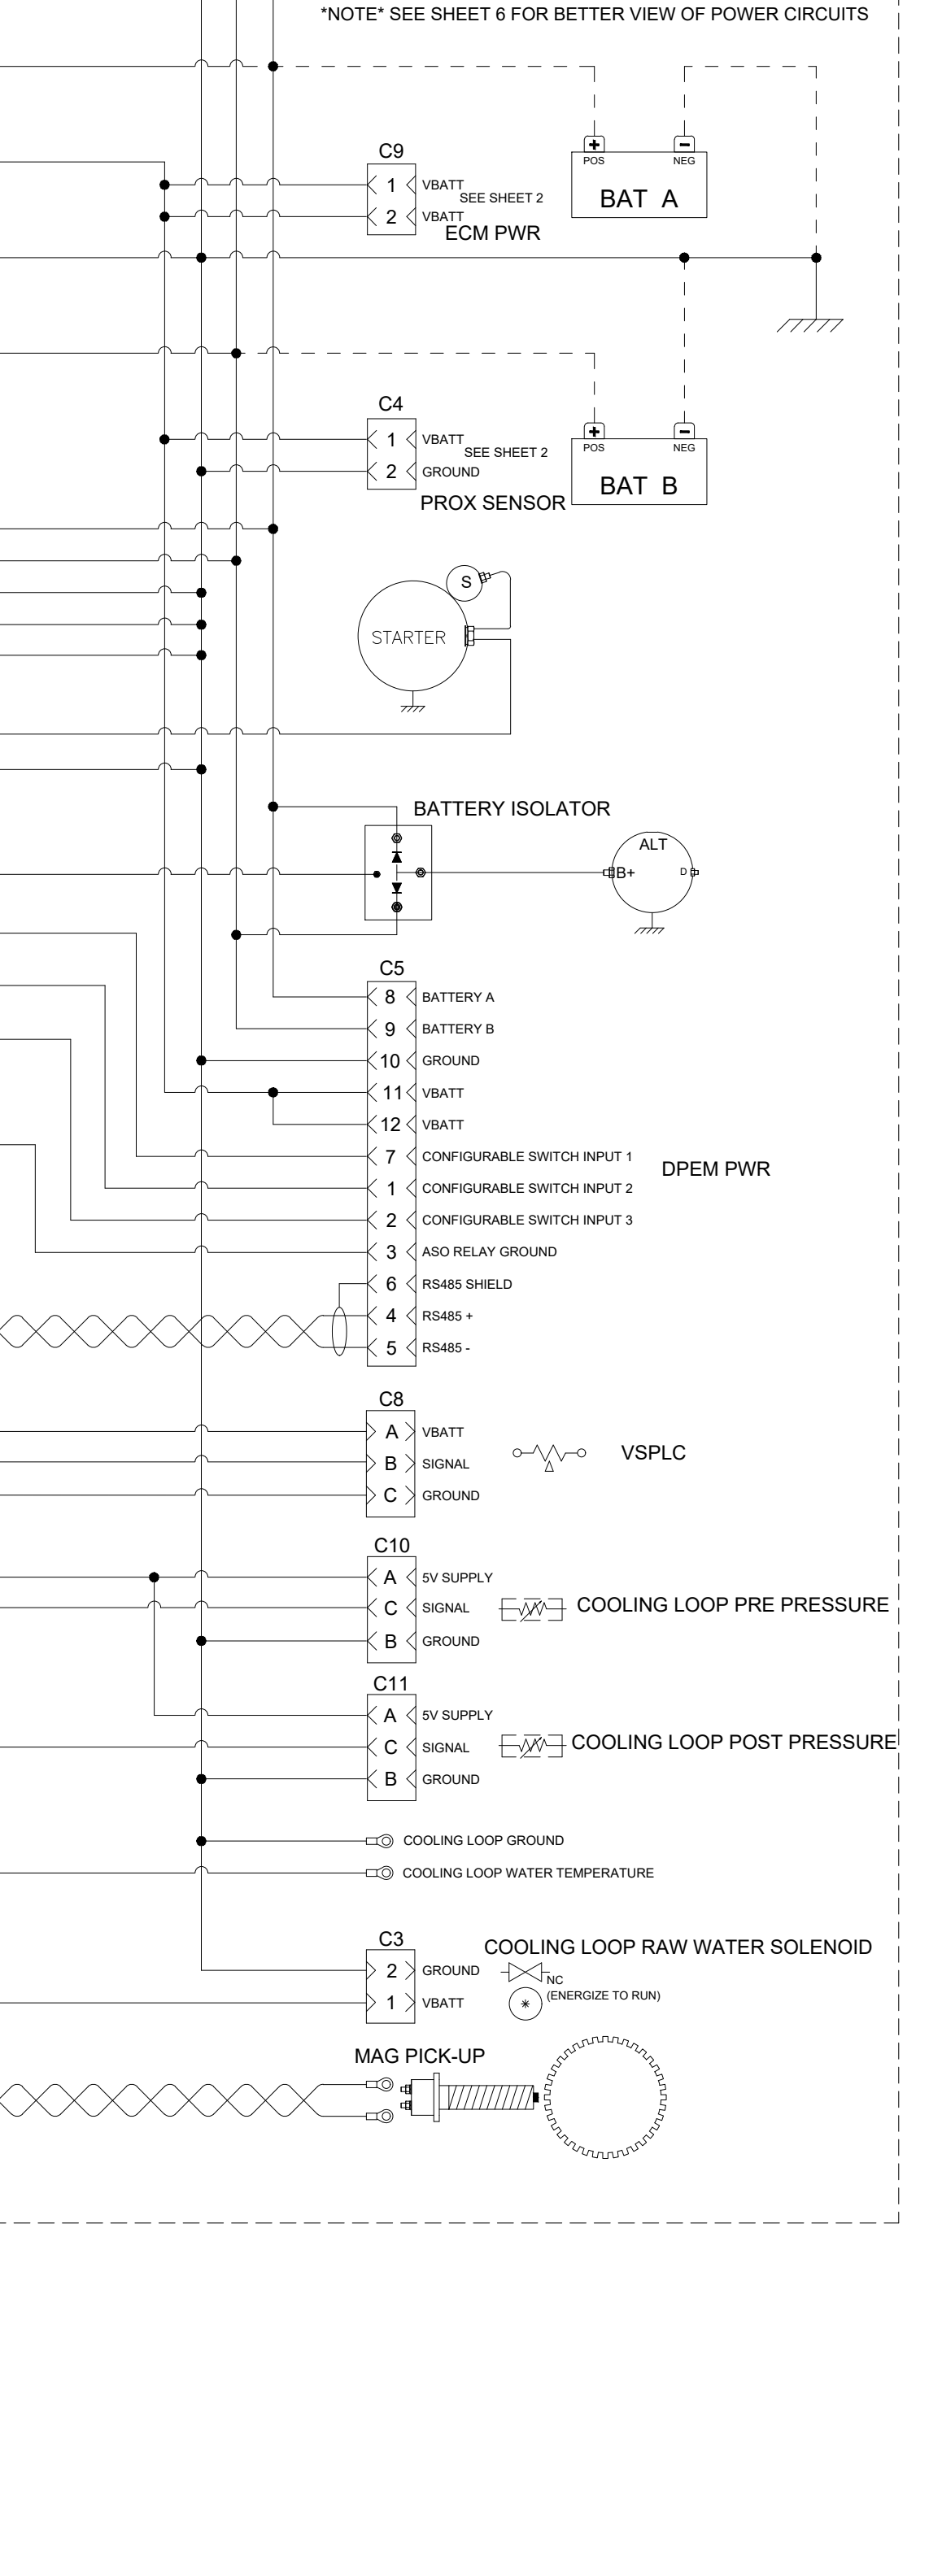 *NOTE* SEE SHEET 6 FOR BETTER VIEW OF POWER CIRCUITS
C9
1 VBATT
SEE SHEET 2
2 VBATT
ECM PWR
+ -
POS NEG
BAT A
C4
1 VBATT
SEE SHEET 2
2 GROUND
PROX SENSOR
+ -
POS NEG
BAT B
S
STARTER
BATTERY ISOLATOR
ALT
B+ D
C5
8 BATTERY A
9 BATTERY B
10 GROUND
11 VBATT
12 VBATT
7 CONFIGURABLE SWITCH INPUT 1
DPEM PWR
1 CONFIGURABLE SWITCH INPUT 2
2 CONFIGURABLE SWITCH INPUT 3
3 ASO RELAY GROUND
6 RS485 SHIELD
4 RS485 +
5 RS485 -
C8
A VBATT
B SIGNAL
C GROUND
VSPLC
C10
A 5V SUPPLY
C SIGNAL
B GROUND
COOLING LOOP PRE PRESSURE
C11
A 5V SUPPLY
C SIGNAL
B GROUND
COOLING LOOP POST PRESSURE
COOLING LOOP GROUND
COOLING LOOP WATER TEMPERATURE
C3
COOLING LOOP RAW WATER SOLENOID
2 GROUND
NC
1 VBATT
(ENERGIZE TO RUN)
MAG PICK-UP